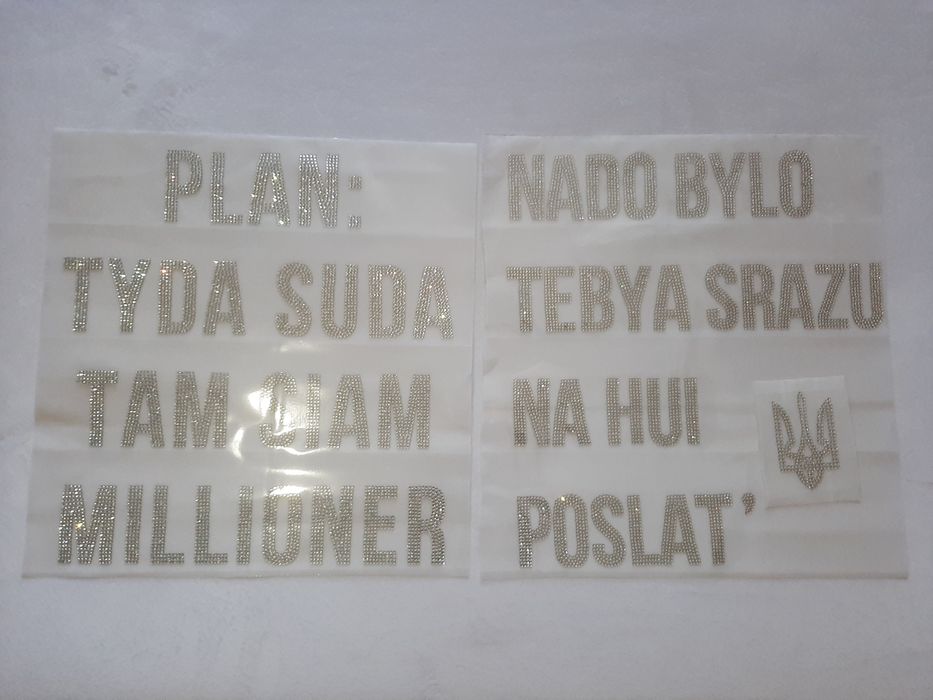 PLAN:
TYDA SUDA
TAM CIAM
MILLIONER
NADO BYLO
TEBYA SRAZU
NA HUI
POSLAT'